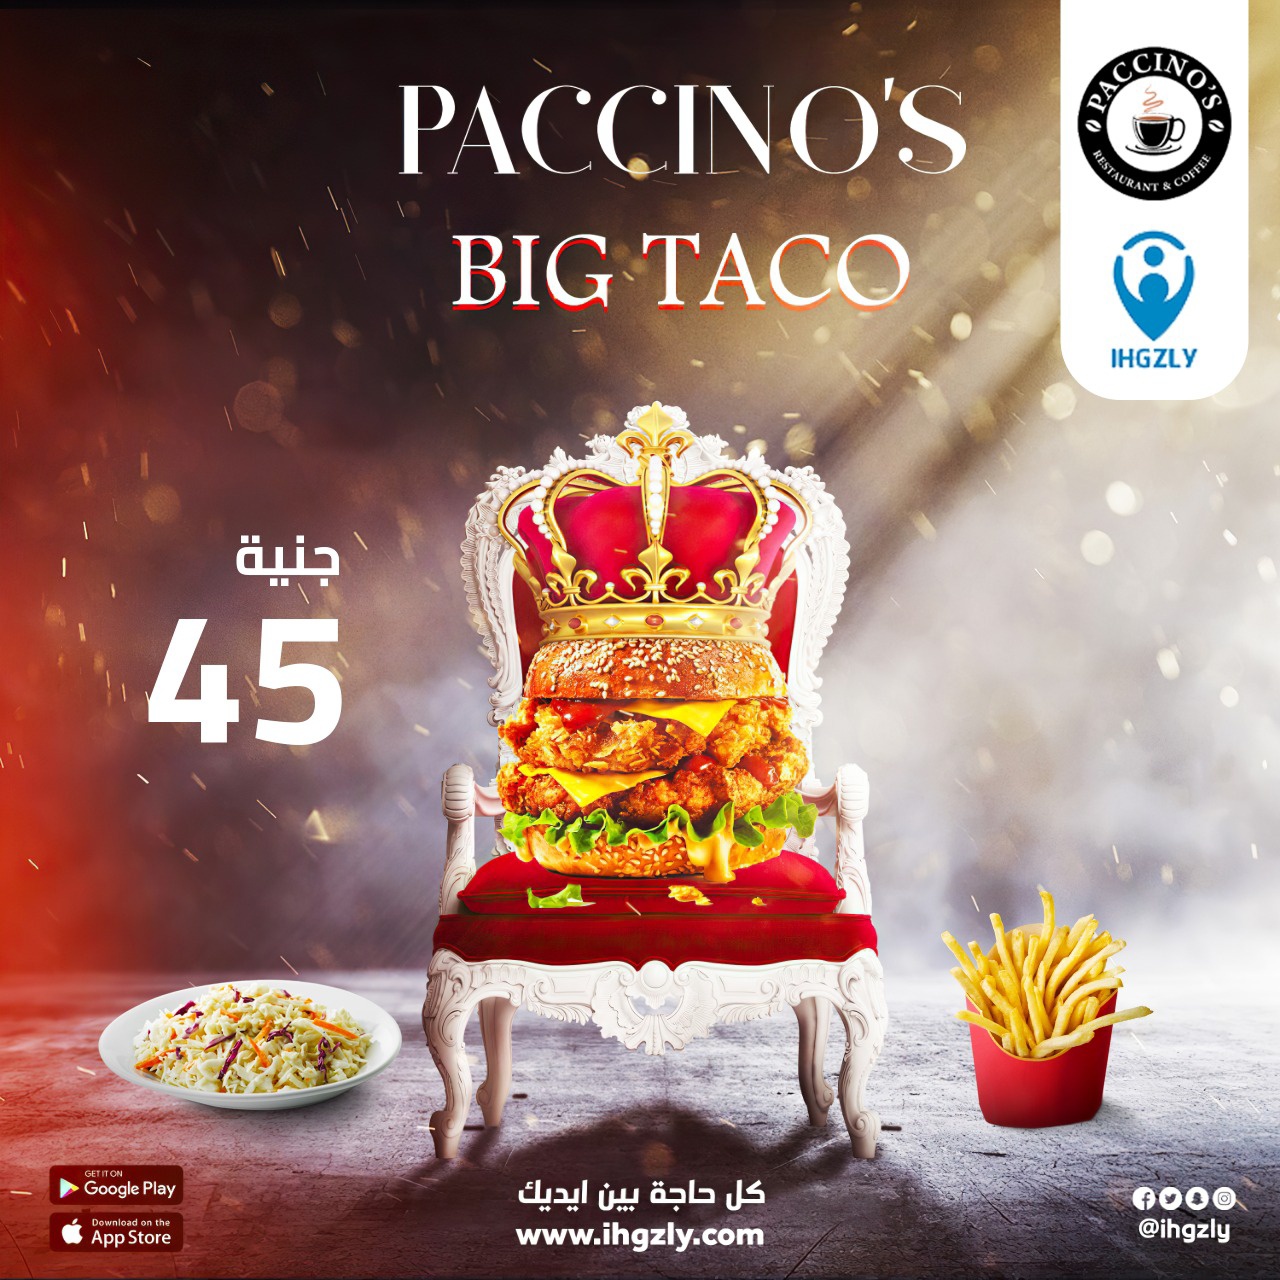 PACCINO'S
BIG TACO
PACCINO'S
RESTAURANT & COFFEE
IHGZLY
جنية
45
GET IT ON
Google Play
Download on the
App Store
كل حاجة بين ايديك
www.ihgzly.com
@ihgzly